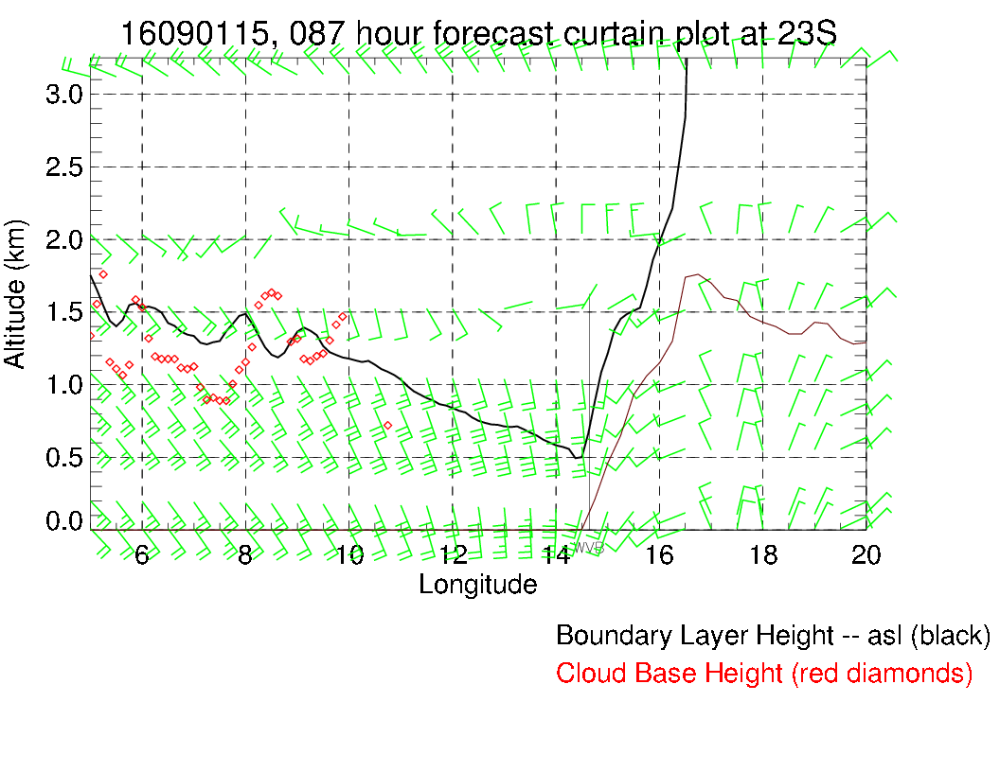 16090115, 087 hour forecast curtain plot at 23S
3.0
2.5
2.0
1.5
1.0
0.5
0.0
Altitude (km)
6 8 10 12 14 16 18 20
WVB
Longitude
Boundary Layer Height -- asl (black)
Cloud Base Height (red diamonds)